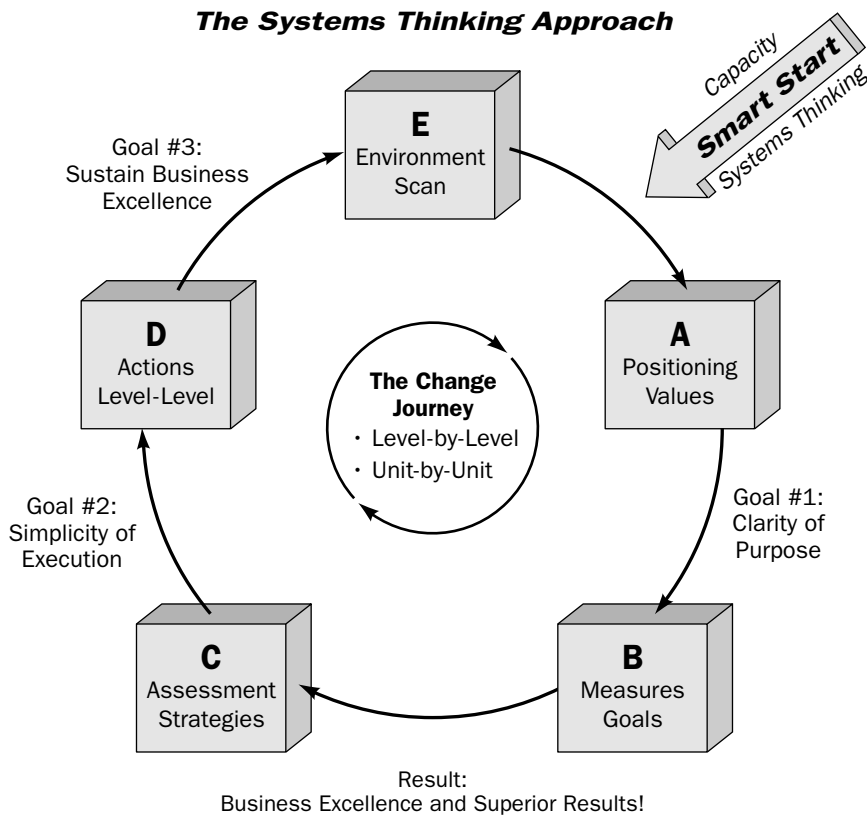 The Systems Thinking Approach
Capacity
Smart Start
Systems Thinking
E
Environment
Scan
Goal #3:
Sustain Business
Excellence
D
Actions
Level-Level
A
Positioning
Values
The Change
Journey
· Level-by-Level
· Unit-by-Unit
Goal #2:
Simplicity of
Execution
Goal #1:
Clarity of
Purpose
C
Assessment
Strategies
B
Measures
Goals
Result:
Business Excellence and Superior Results!